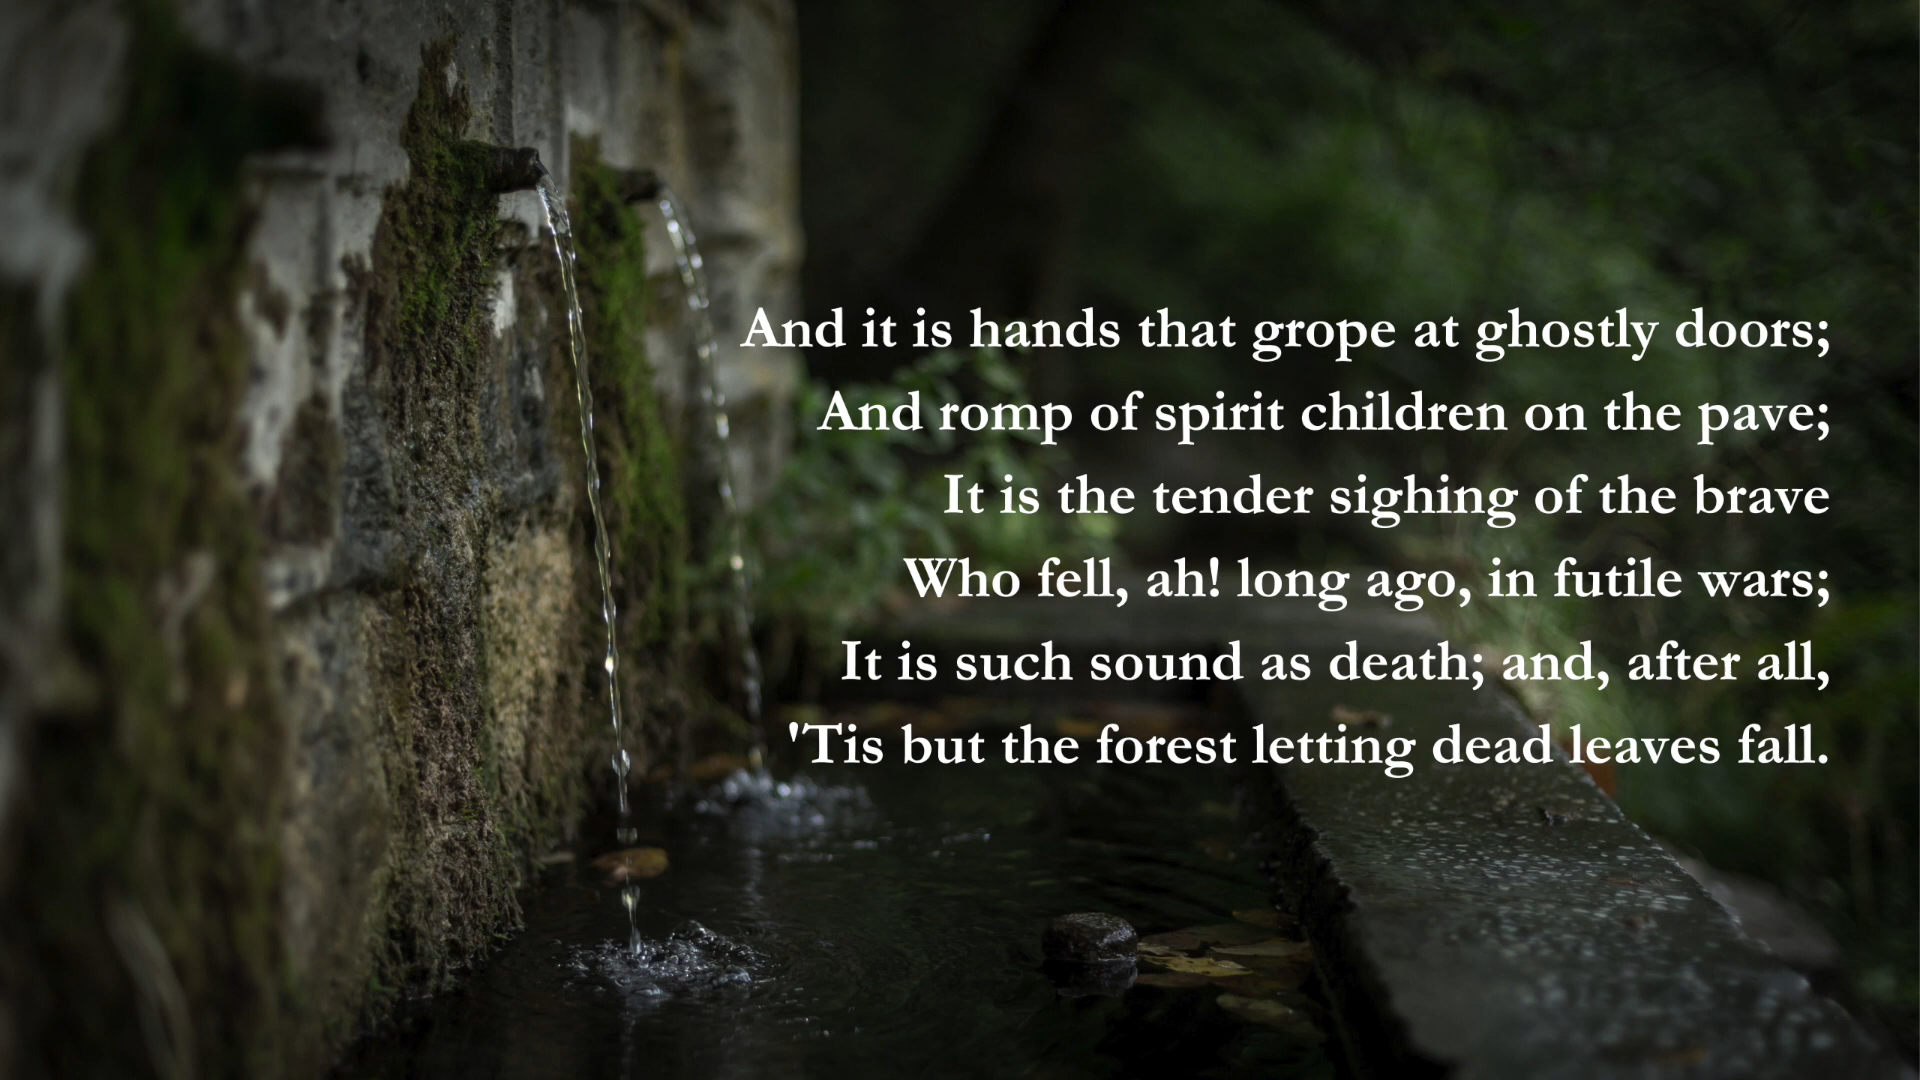 And it is hands that grope at ghostly doors;
And romp of spirit children on the pave;
It is the tender sighing of the brave
Who fell, ah! long ago, in futile wars;
It is such sound as death; and, after all,
'Tis but the forest letting dead leaves fall.